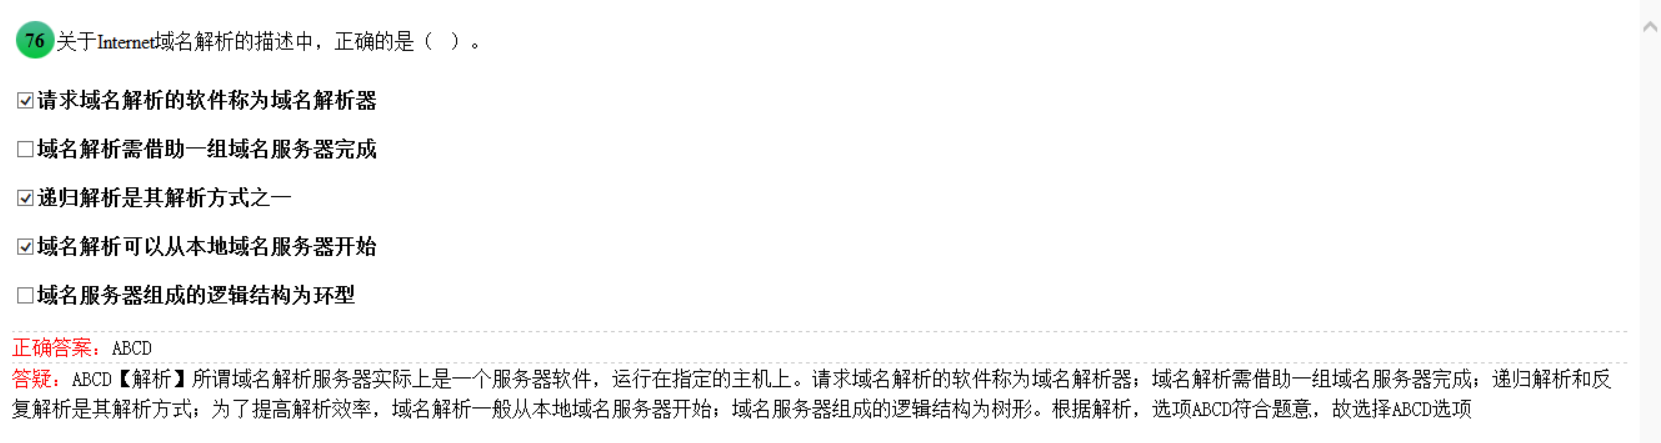 76 关于Internet域名解析的描述中，正确的是（ ）。
请求域名解析的软件称为域名解析器
域名解析需借助一组域名服务器完成
递归解析是其解析方式之一
域名解析可以从本地域名服务器开始
域名服务器组成的逻辑结构为环型
正确答案：ABCD
答疑：ABCD【解析】所谓域名解析服务器实际上是一个服务器软件，运行在指定的主机上。请求域名解析的软件称为域名解析器；域名解析需借助一组域名服务器完成；递归解析和反
复解析是其解析方式；为了提高解析效率，域名解析一般从本地域名服务器开始；域名服务器组成的逻辑结构为树形。根据解析，选项ABCD符合题意，故选择ABCD选项